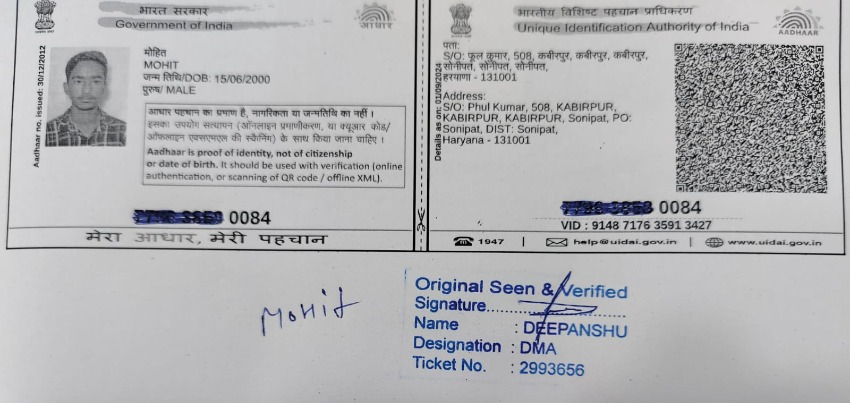 भारत सरकार
Government of India
आधार
Aadhaar no. issued: 30/12/2012
मोहित
MOHIT
जन्म तिथि/DOB: 15/06/2000
पुरुष/ MALE
आधार पहचान का प्रमाण है, नागरिकता या जन्मतिथि का नहीं ।
इसका उपयोग सत्यापन (ऑनलाइन प्रमाणीकरण, या क्यूआर कोड/
ऑफलाइन एक्सएमएल की स्कैनिंग) के साथ किया जाना चाहिए ।
Aadhaar is proof of identity, not of citizenship
or date of birth. It should be used with verification (online
authentication, or scanning of QR code / offline XML).
0084
मेरा आधार, मेरी पहचान
भारतीय विशिष्ट पहचान प्राधिकरण
Unique Identification Authority of India
AADHAAR
Details as on: 01/09/2024
पता:
S/O: फूल कुमार, 508, कबीरपुर, कबीरपुर, कबीरपुर,
सोनीपत, सोनीपत, सोनीपत,
हरियाणा - 131001
Address:
S/O: Phul Kumar, 508, KABIRPUR,
KABIRPUR, KABIRPUR, Sonipat, PO:
Sonipat, DIST: Sonipat,
Haryana - 131001
0084
VID : 9148 7176 3591 3427
1947 | help@uidai.gov.in | www.uidai.gov.in
Mohit
Original Seen & Verified
Signature
Name : DEEPANSHU
Designation : DMA
Ticket No. : 2993656